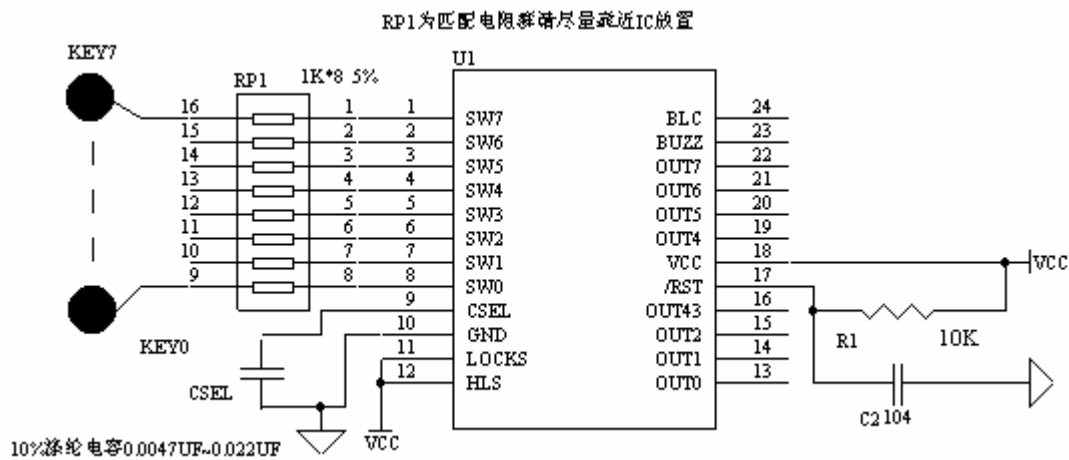 RP1为匹配电阻群请尽量靠近IC放置
KEY7
U1
RP1
1K*8 5%
16 1 1 SW7
15 2 2 SW6
14 3 3 SW5
13 4 4 SW4
12 5 5 SW3
11 6 6 SW2
10 7 7 SW1
9 8 8 SW0
9 CSEL
10 GND
11 LOCKS
12 HLS
BLC 24
BUZZ 23
OUT7 22
OUT6 21
OUT5 20
OUT4 19
VCC 18
/RST 17
OUT43 16
OUT2 15
OUT1 14
OUT0 13
VCC
R1 10K
C2 104
KEY0
CSEL
VCC
10%涤纶电容0.0047UF~0.022UF